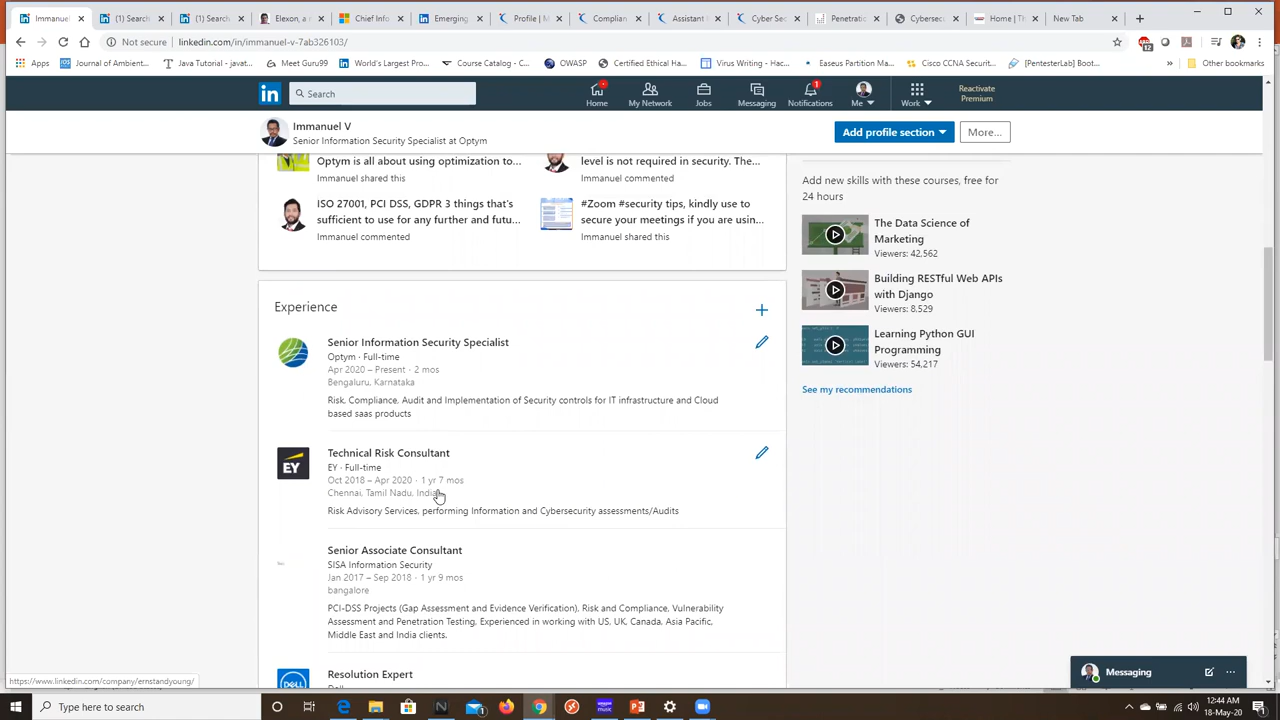 Immanuel
(1) Search
(1) Search
Elexon, a m
Chief Info
Emerging
Profile | M
Complian
Assistant
Cyber Sec
Penetratic
Cybersecu
Home | Th
New Tab
Not secure
linkedin.com/in/immanuel-v-7ab326103/
12
Apps
Journal of Ambient...
Java Tutorial - javat...
Meet Guru99
World's Largest Pro...
Course Catalog - C...
OWASP
Certified Ethical Ha...
Virus Writing - Hac...
Easeus Partition Ma...
Cisco CCNA Securit...
[PentesterLab] Boot...
»
Other bookmarks
in
Search
Home
My Network
Jobs
Messaging
1
Notifications
Me
Work
Reactivate
Premium
Immanuel V
Senior Information Security Specialist at Optym
Add profile section
More...
Optym is all about using optimization to...
Immanuel shared this
level is not required in security. The...
Immanuel commented
ISO 27001, PCI DSS, GDPR 3 things that's
sufficient to use for any further and futu...
Immanuel commented
#Zoom #security tips, kindly use to
secure your meetings if you are usin...
Immanuel shared this
Add new skills with these courses, free for
24 hours
The Data Science of
Marketing
Viewers: 42,562
Building RESTful Web APIs
with Django
Viewers: 8,529
Learning Python GUI
Programming
Viewers: 54,217
See my recommendations
Experience
Senior Information Security Specialist
Optym · Full-time
Apr 2020 – Present · 2 mos
Bengaluru, Karnataka
Risk, Compliance, Audit and Implementation of Security controls for IT infrastructure and Cloud
based saas products
EY
Technical Risk Consultant
EY · Full-time
Oct 2018 – Apr 2020 · 1 yr 7 mos
Chennai, Tamil Nadu, India
Risk Advisory Services, performing Information and Cybersecurity assessments/Audits
Senior Associate Consultant
SISA Information Security
Jan 2017 – Sep 2018 · 1 yr 9 mos
bangalore
PCI-DSS Projects (Gap Assessment and Evidence Verification), Risk and Compliance, Vulnerability
Assessment and Penetration Testing. Experienced in working with US, UK, Canada, Asia Pacific,
Middle East and India clients.
DELL
Resolution Expert
Messaging
https://www.linkedin.com/company/ernstandyoung/
Type here to search
12:44 AM
18-May-20